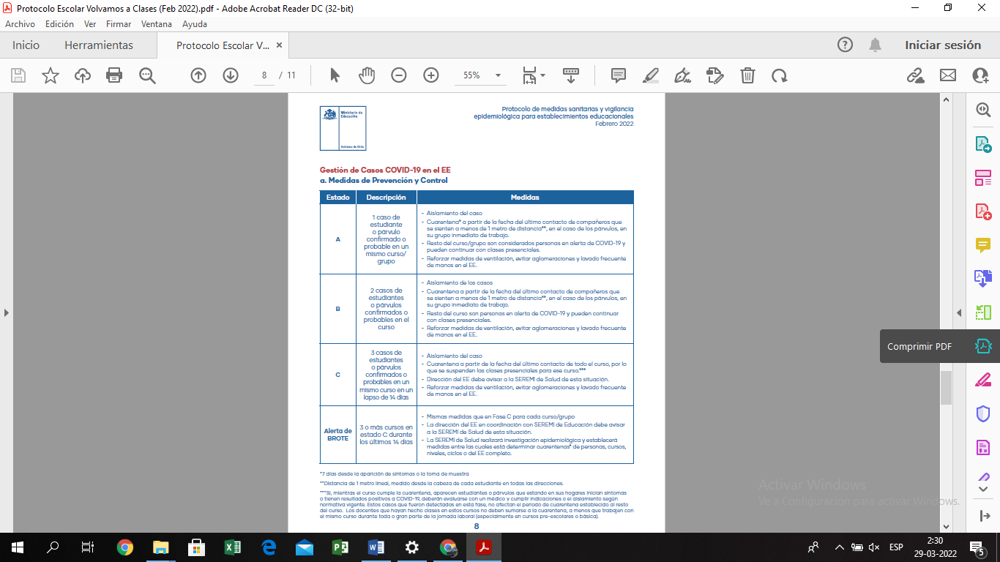 Protocolo Escolar Volvamos a Clases (Feb 2022).pdf - Adobe Acrobat Reader DC (32-bit)
Archivo Edición Ver Firmar Ventana Ayuda
Inicio Herramientas Protocolo Escolar V... × Iniciar sesión
8 / 11 55%
Ministerio de
Educación
Gobierno de Chile
Protocolo de medidas sanitarias y vigilancia
epidemiológica para establecimientos educacionales
Febrero 2022
Gestión de Casos COVID-19 en el EE
a. Medidas de Prevención y Control
Estado Descripción Medidas
A
1 caso de
estudiante
o párvulo
confirmado o
probable en un
mismo curso/
grupo
- Aislamiento del caso
- Cuarentena* a partir de la fecha del último contacto de compañeros que
se sienten a menos de 1 metro de distancia**, en el caso de los párvulos, en
su grupo inmediato de trabajo.
- Resto del curso/grupo son considerados personas en alerta de COVID-19 y
pueden continuar con clases presenciales.
- Reforzar medidas de ventilación, evitar aglomeraciones y lavado frecuente
de manos en el EE.
B
2 casos de
estudiantes
o párvulos
confirmados o
probables en el
curso
- Aislamiento de los casos
- Cuarentena a partir de la fecha del último contacto de compañeros que
se sienten a menos de 1 metro de distancia**, en el caso de los párvulos, en
su grupo inmediato de trabajo.
- Resto del curso son personas en alerta de COVID-19 y pueden continuar
con clases presenciales.
- Reforzar medidas de ventilación, evitar aglomeraciones y lavado frecuente
de manos en el EE.
C
3 casos de
estudiantes
o párvulos
confirmados o
probables en un
mismo curso en un
lapso de 14 días
- Aislamiento del caso
- Cuarentena a partir de la fecha del último contacto de todo el curso, por lo
que se suspenden las clases presenciales para ese curso.***
- Dirección del EE debe avisar a la SEREMI de Salud de esta situación.
- Reforzar medidas de ventilación, evitar aglomeraciones y lavado frecuente
de manos en el EE.
Alerta de
BROTE
3 o más cursos en
estado C durante
los últimos 14 días
- Mismas medidas que en Fase C para cada curso/grupo
- La dirección del EE en coordinación con SEREMI de Educación debe avisar
a la SEREMI de Salud de esta situación.
- La SEREMI de Salud realizará investigación epidemiológica y establecerá
medidas entre las cuales está determinar cuarentenas* de personas, cursos,
niveles, ciclos o del EE completo.
*7 días desde la aparición de síntomas o la toma de muestra
**Distancia de 1 metro lineal, medido desde la cabeza de cada estudiante en todas las direcciones.
***Si, mientras el curso cumple la cuarentena, aparecen estudiantes o párvulos que estando en sus hogares inician síntomas
o tienen resultados positivos a COVID-19, deberán evaluarse con un médico y cumplir indicaciones o el aislamiento según
normativa vigente. Estos casos que fueron detectados en esta fase, no afectan el periodo de cuarentena establecido al resto
del curso. Los docentes que hayan hecho clases en estos cursos no deben sumarse a la cuarentena, a menos que trabajen con
el mismo curso durante toda o gran parte de la jornada laboral (especialmente en cursos pre-escolares o básica).
8
Comprimir PDF
Activar Windows
Ve a Configuración para activar Windows.
ESP
2:30
29-03-2022
5